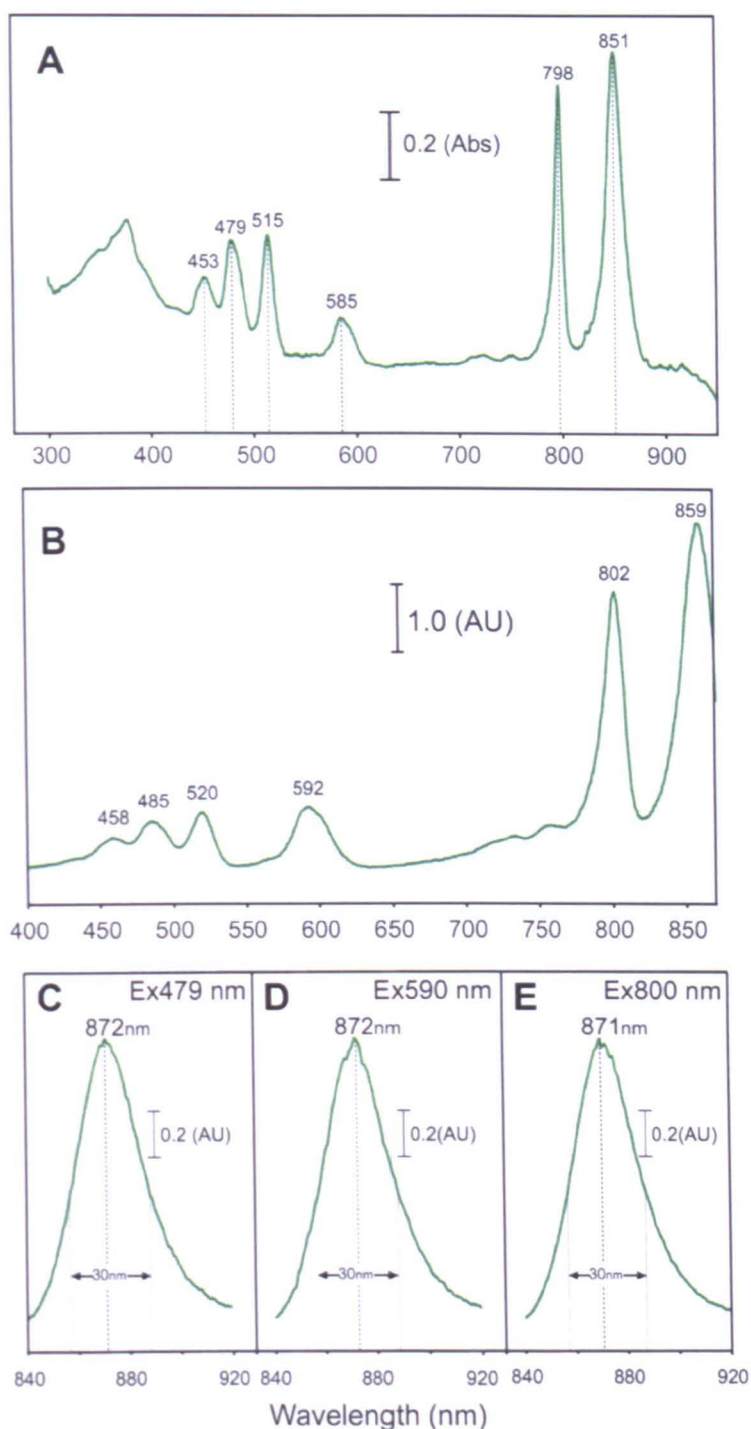 A
851
798
0.2 (Abs)
479
515
453
585
300 400 500 600 700 800 900
B
859
802
1.0 (AU)
458 485 520 592
400 450 500 550 600 650 700 750 800 850
C Ex479 nm D Ex590 nm E Ex800 nm
872nm 872nm 871nm
0.2 (AU) 0.2(AU) 0.2(AU)
30nm 30nm 30nm
840 880 920 840 880 920 840 880 920
Wavelength (nm)